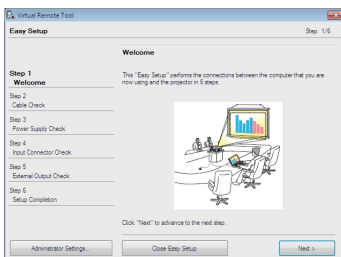 Virtual Remote Tool
Easy Setup
Step 1/6
Welcome
Step 1
Welcome
Step 2
Cable Check
Step 3
Power Supply Check
Step 4
Input Connector Check
Step 5
External Output Check
Step 6
Setup Completion
This "Easy Setup" performs the connections between the computer that you are
now using and the projector in 6 steps.
Click "Next" to advance to the next step.
Administrator Settings...
Close Easy Setup
Next >